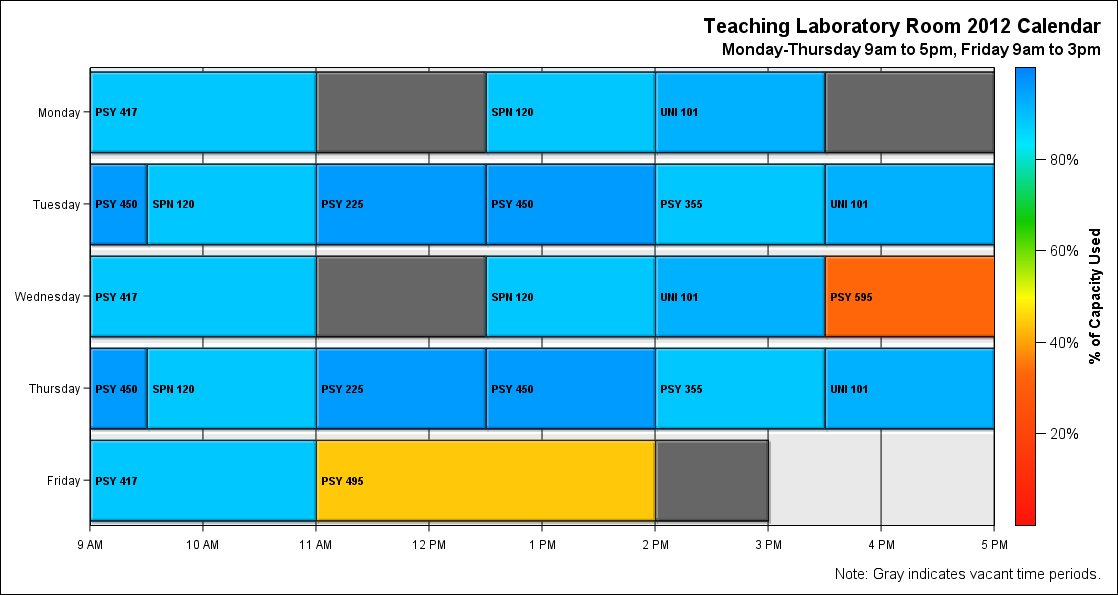 Teaching Laboratory Room 2012 Calendar
Monday-Thursday 9am to 5pm, Friday 9am to 3pm
Monday
PSY 417
SPN 120
UNI 101
Tuesday
PSY 450
SPN 120
PSY 225
PSY 450
PSY 355
UNI 101
Wednesday
PSY 417
SPN 120
UNI 101
PSY 595
Thursday
PSY 450
SPN 120
PSY 225
PSY 450
PSY 355
UNI 101
Friday
PSY 417
PSY 495
9 AM
10 AM
11 AM
12 PM
1 PM
2 PM
3 PM
4 PM
5 PM
80%
60%
40%
20%
% of Capacity Used
Note: Gray indicates vacant time periods.